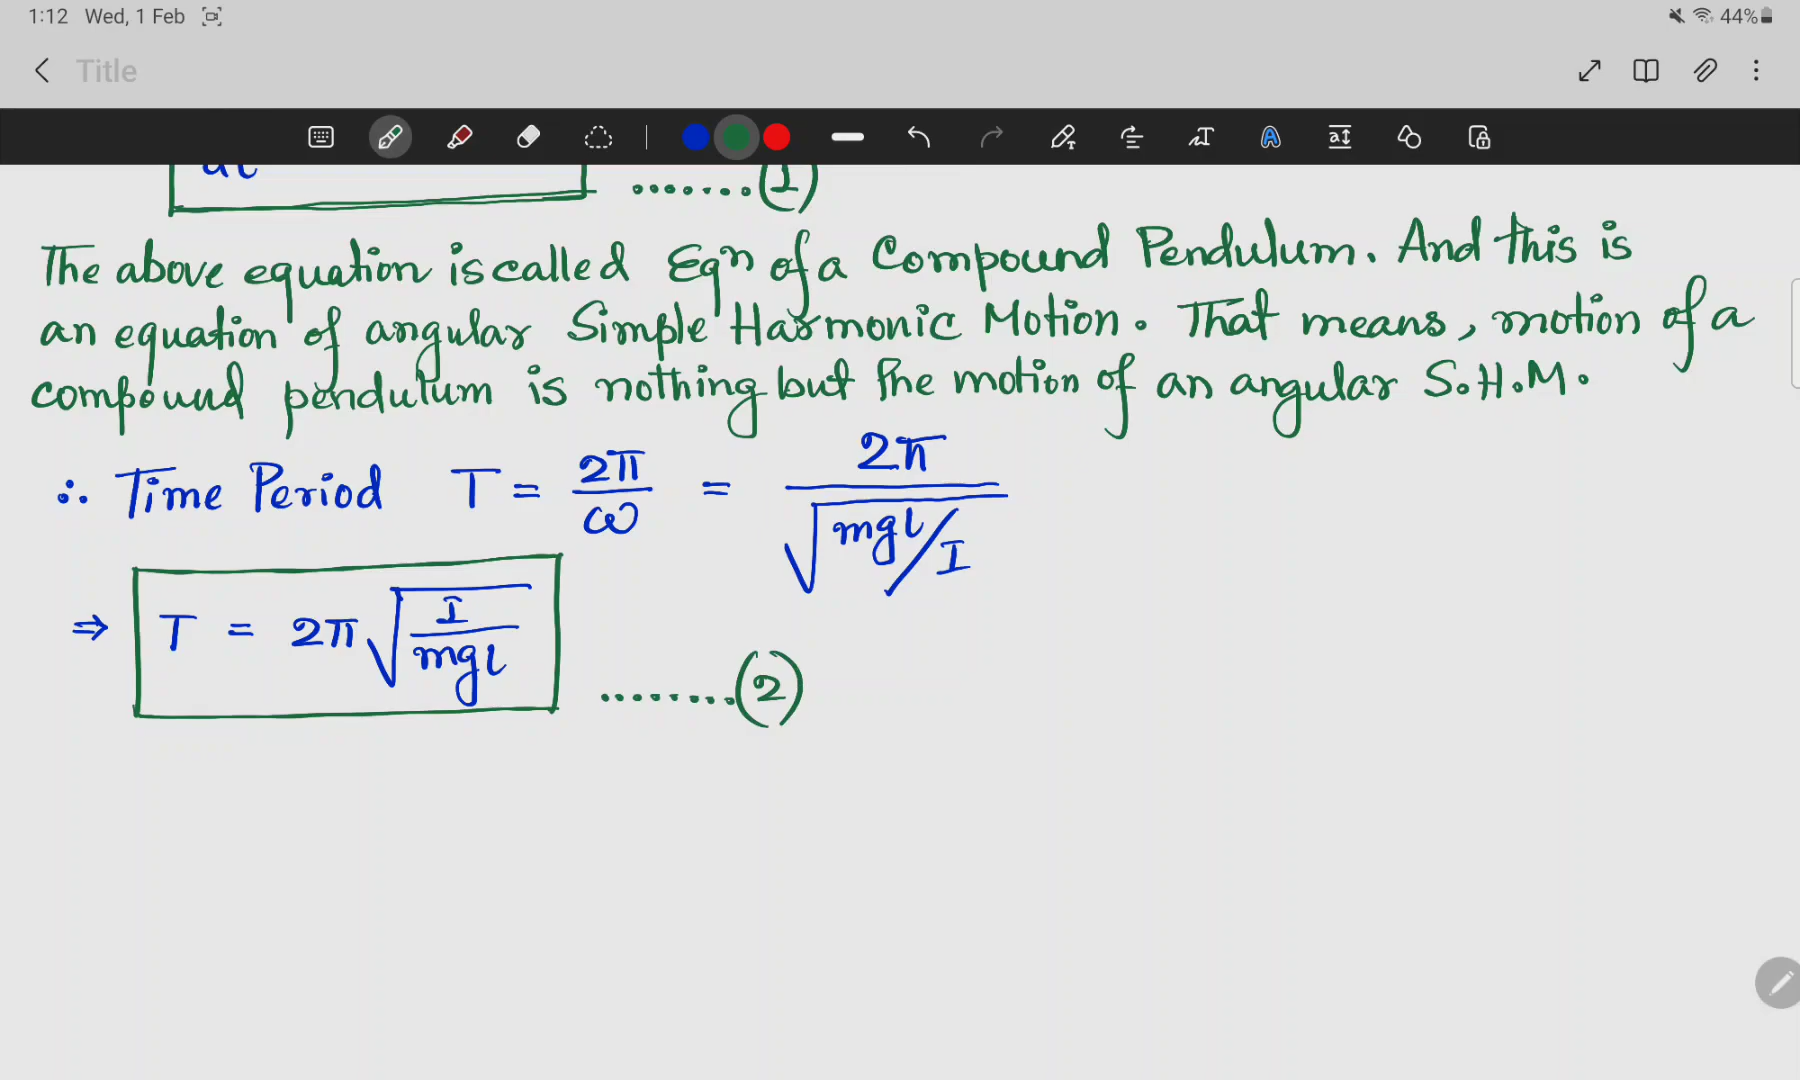 1:12 Wed, 1 Feb 44%
Title
.......(1)
The above equation is called Eqn of a Compound Pendulum. And this is
an equation of angular Simple Harmonic Motion. That means, motion of a
compound pendulum is nothing but the motion of an angular S.H.M.
∴ Time Period T = 2π/ω = 2π/√(mgl/I)
⇒ T = 2π√(I/mgl) ........(2)